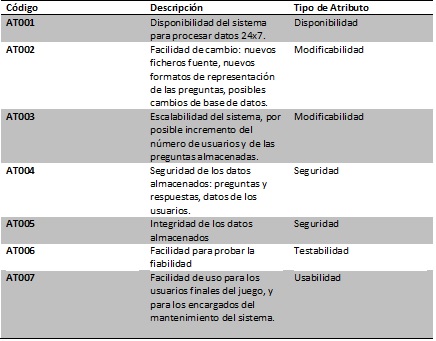 Código Descripción Tipo de Atributo
AT001 Disponibilidad del sistema Disponibilidad
para procesar datos 24x7.
AT002 Facilidad de cambio: nuevos Modificabilidad
ficheros fuente, nuevos
formatos de representación
de las preguntas, posibles
cambios de base de datos.
AT003 Escalabilidad del sistema, por Modificabilidad
posible incremento del
número de usuarios y de las
preguntas almacenadas.
AT004 Seguridad de los datos Seguridad
almacenados: preguntas y
respuestas, datos de los
usuarios.
AT005 Integridad de los datos Seguridad
almacenados
AT006 Facilidad para probar la Testabilidad
fiabilidad
AT007 Facilidad de uso para los Usabilidad
usuarios finales del juego, y
para los encargados del
mantenimiento del sistema.